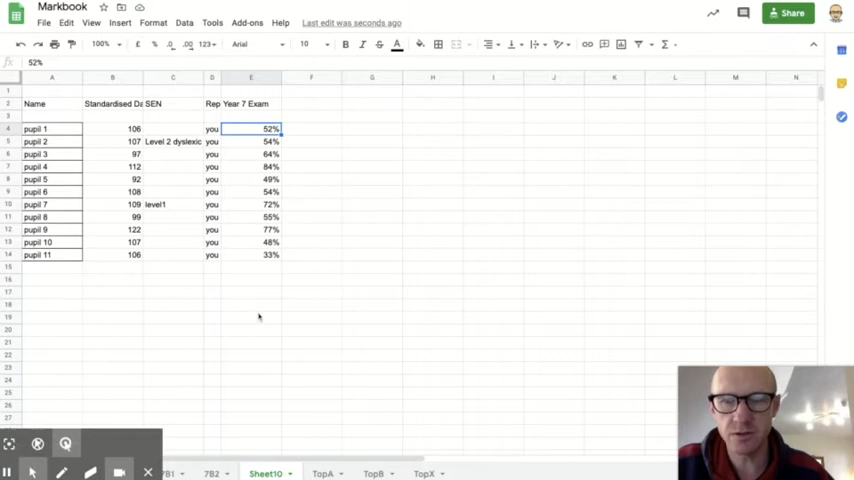 Markbook
File Edit View Insert Format Data Tools Add-ons Help Last edit was seconds ago
Share
100% £ % .0 .00 123 Arial 10 B I S A
fx 52%
A B C D E F G H I J K L M N
1
2 Name Standardised Da SEN Rep Year 7 Exam
3
4 pupil 1 106 you 52%
5 pupil 2 107 Level 2 dyslexic you 54%
6 pupil 3 97 you 64%
7 pupil 4 112 you 84%
8 pupil 5 92 you 49%
9 pupil 6 108 you 54%
10 pupil 7 109 level1 you 72%
11 pupil 8 99 you 55%
12 pupil 9 122 you 77%
13 pupil 10 107 you 48%
14 pupil 11 106 you 33%
15
16
17
18
19
20
21
22
23
24
25
26
27
7B1 7B2 Sheet10 TopA TopB TopX